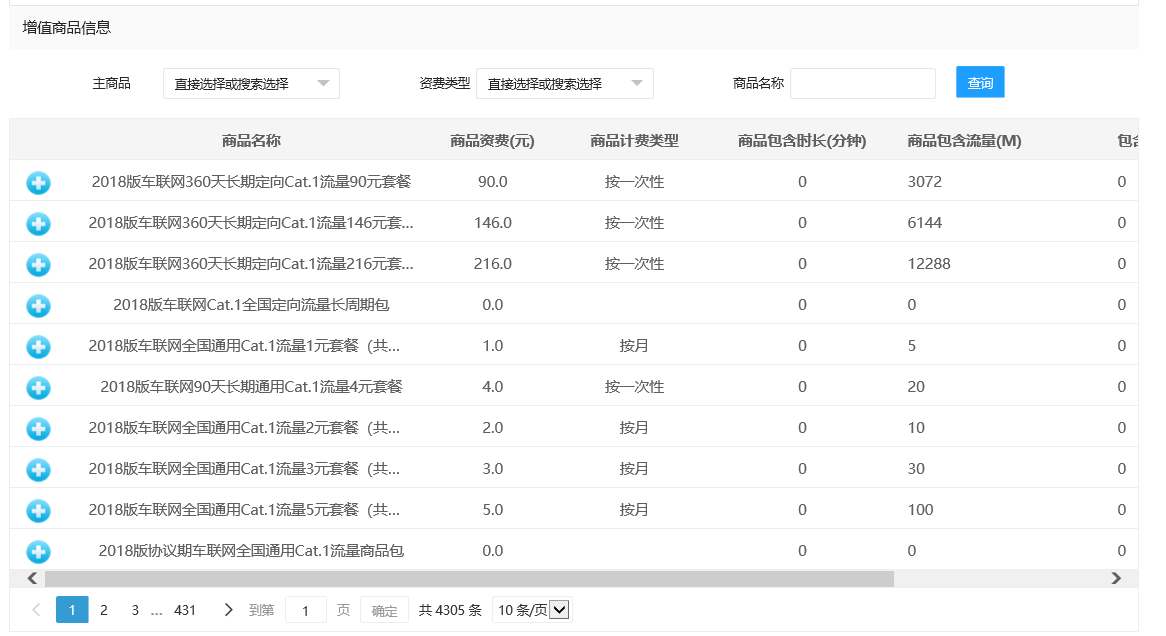 增值商品信息
主商品 直接选择或搜索选择 资费类型 直接选择或搜索选择 商品名称 查询
商品名称 商品资费(元) 商品计费类型 商品包含时长(分钟) 商品包含流量(M) 包含
2018版车联网360天长期定向Cat.1流量90元套餐 90.0 按一次性 0 3072 0
2018版车联网360天长期定向Cat.1流量146元套... 146.0 按一次性 0 6144 0
2018版车联网360天长期定向Cat.1流量216元套... 216.0 按一次性 0 12288 0
2018版车联网Cat.1全国定向流量长周期包 0.0 0 0 0
2018版车联网全国通用Cat.1流量1元套餐（共... 1.0 按月 0 5 0
2018版车联网90天长期通用Cat.1流量4元套餐 4.0 按一次性 0 20 0
2018版车联网全国通用Cat.1流量2元套餐（共... 2.0 按月 0 10 0
2018版车联网全国通用Cat.1流量3元套餐（共... 3.0 按月 0 30 0
2018版车联网全国通用Cat.1流量5元套餐（共... 5.0 按月 0 100 0
2018版协议期车联网全国通用Cat.1流量商品包 0.0 0 0 0
1 2 3 ... 431 到第 1 页 确定 共 4305 条 10 条/页